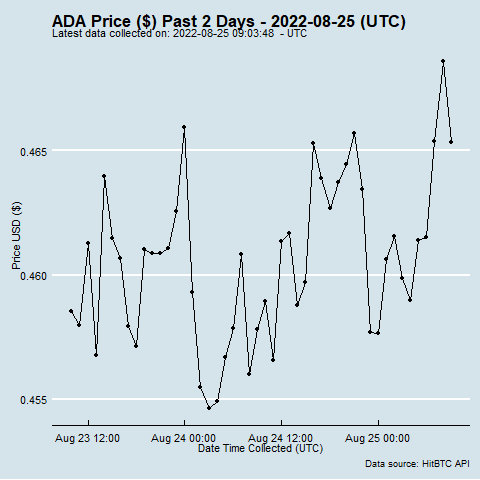 ADA Price ($) Past 2 Days - 2022-08-25 (UTC)
Latest data collected on: 2022-08-25 09:03:48 - UTC
0.465
0.460
0.455
Price USD ($)
Aug 23 12:00 Aug 24 00:00 Aug 24 12:00 Aug 25 00:00
Date Time Collected (UTC)
Data source: HitBTC API